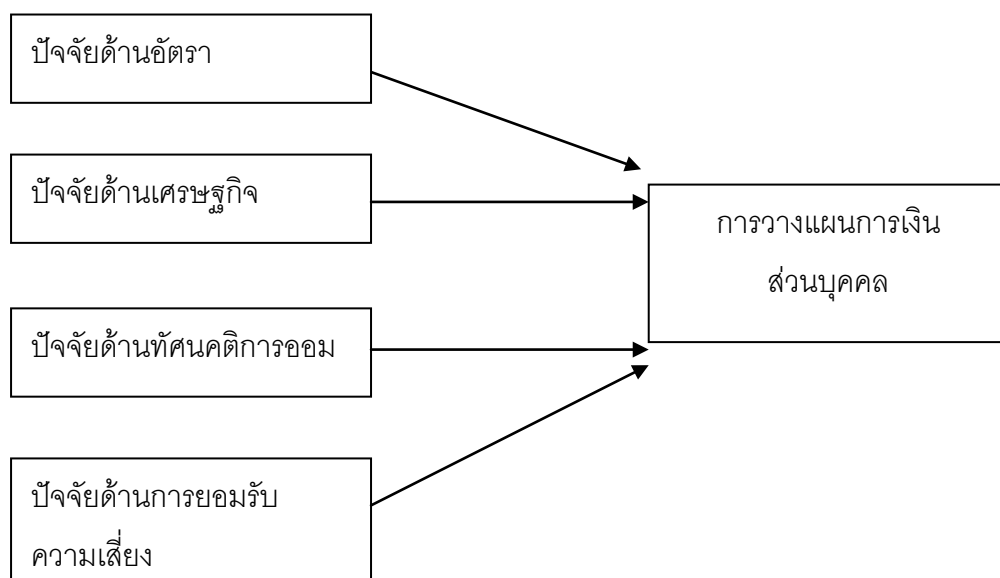 ปัจจัยด้านอัตรา
ปัจจัยด้านเศรษฐกิจ
การวางแผนการเงิน
ส่วนบุคคล
ปัจจัยด้านทัศนคติการออม
ปัจจัยด้านการยอมรับ
ความเสี่ยง